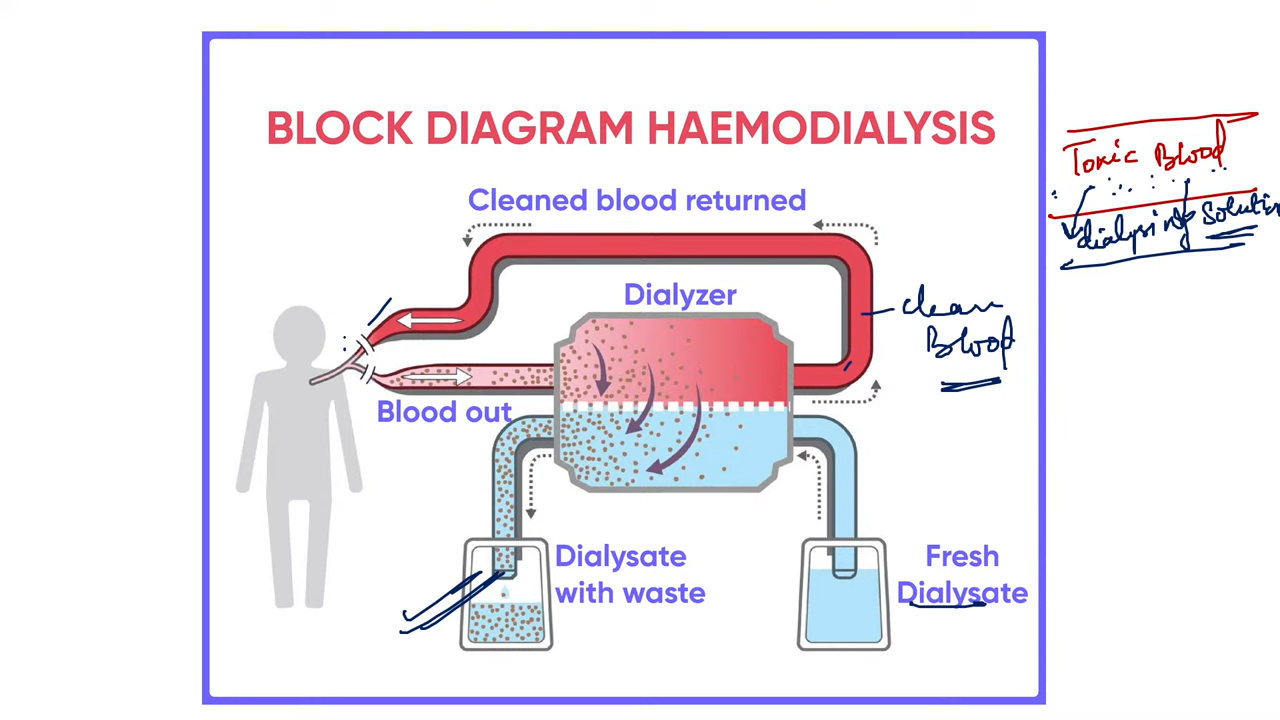 BLOCK DIAGRAM HAEMODIALYSIS
Toxic Blood
Cleaned blood returned
dialysing Solution
Dialyzer
clean
Blood
Blood out
Dialysate
with waste
Fresh
Dialysate